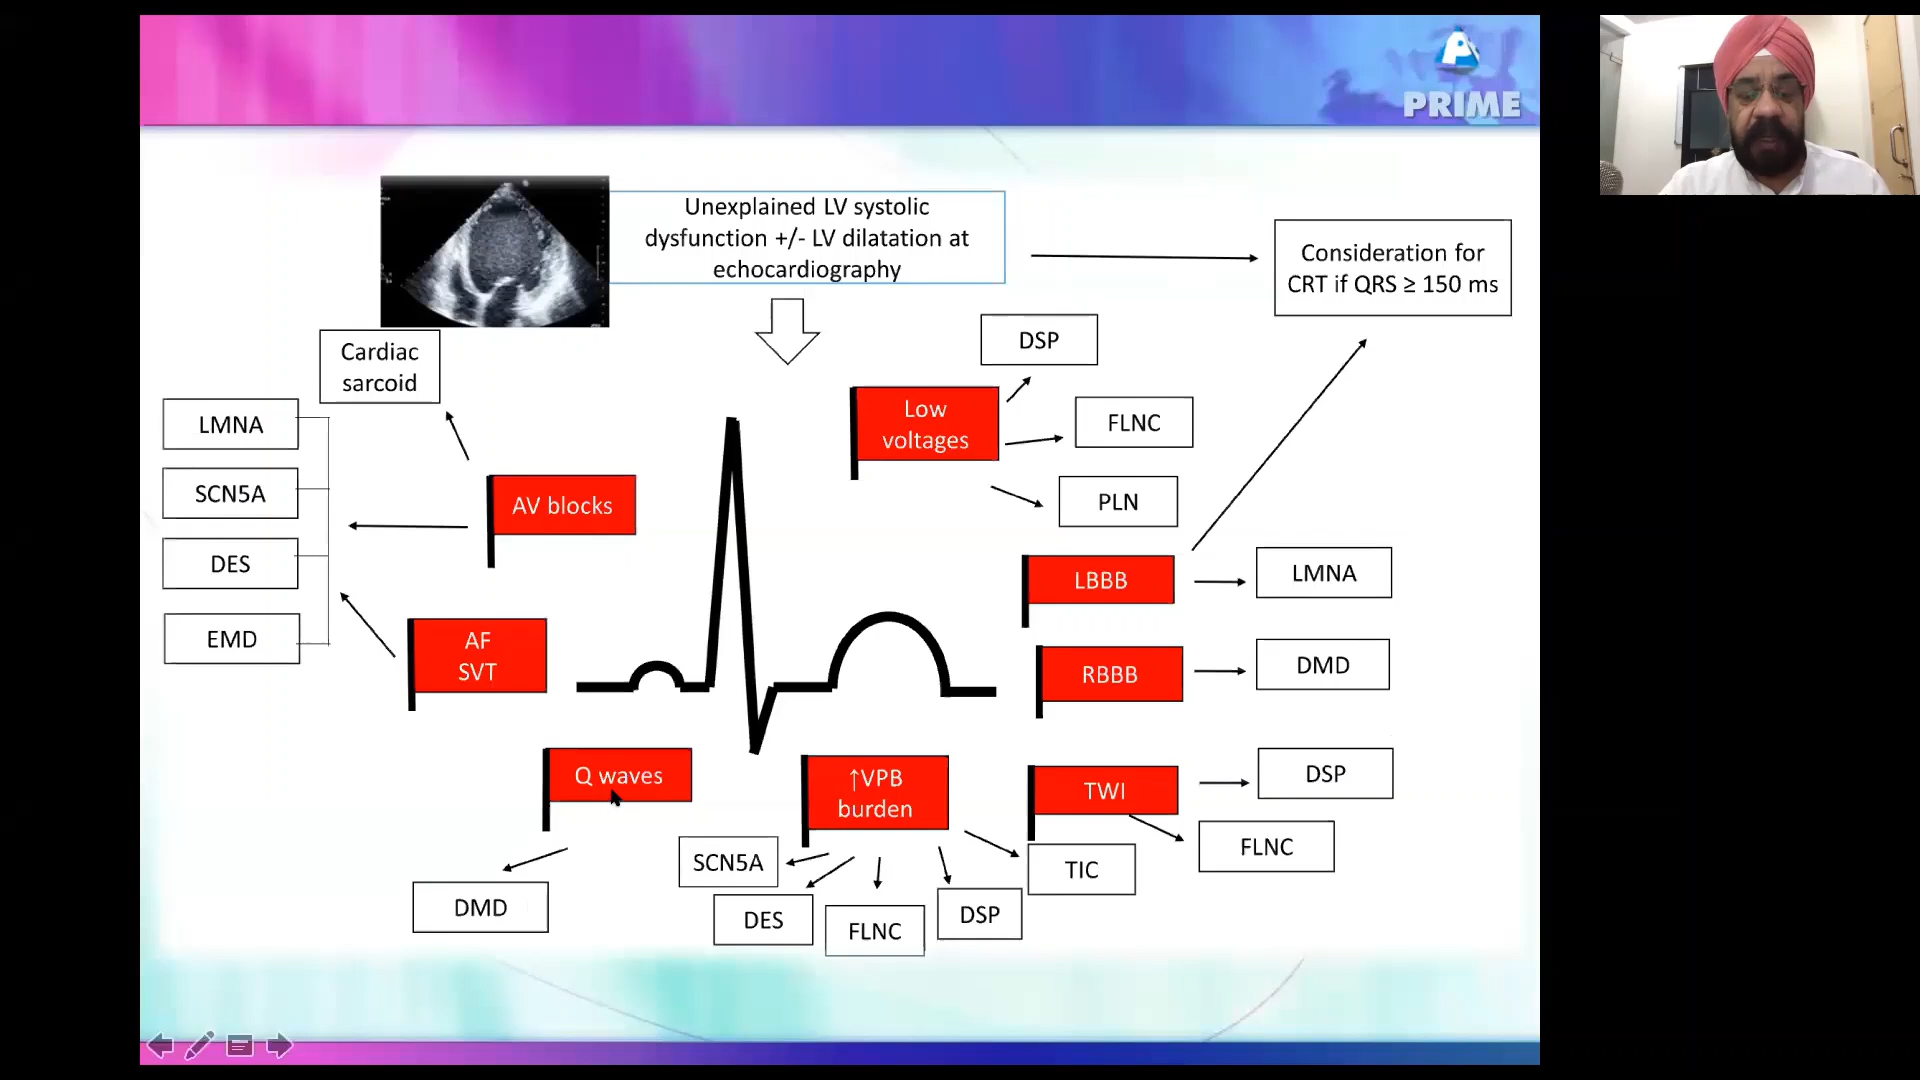 PRIME
Unexplained LV systolic
dysfunction +/- LV dilatation at
echocardiography
Consideration for
CRT if QRS ≥ 150 ms
Cardiac
sarcoid
DSP
Low
voltages
FLNC
LMNA
SCN5A
DES
EMD
AV blocks
PLN
LBBB
LMNA
AF
SVT
RBBB
DMD
Q waves
DMD
↑VPB
burden
SCN5A
DES
FLNC
DSP
TIC
TWI
DSP
FLNC